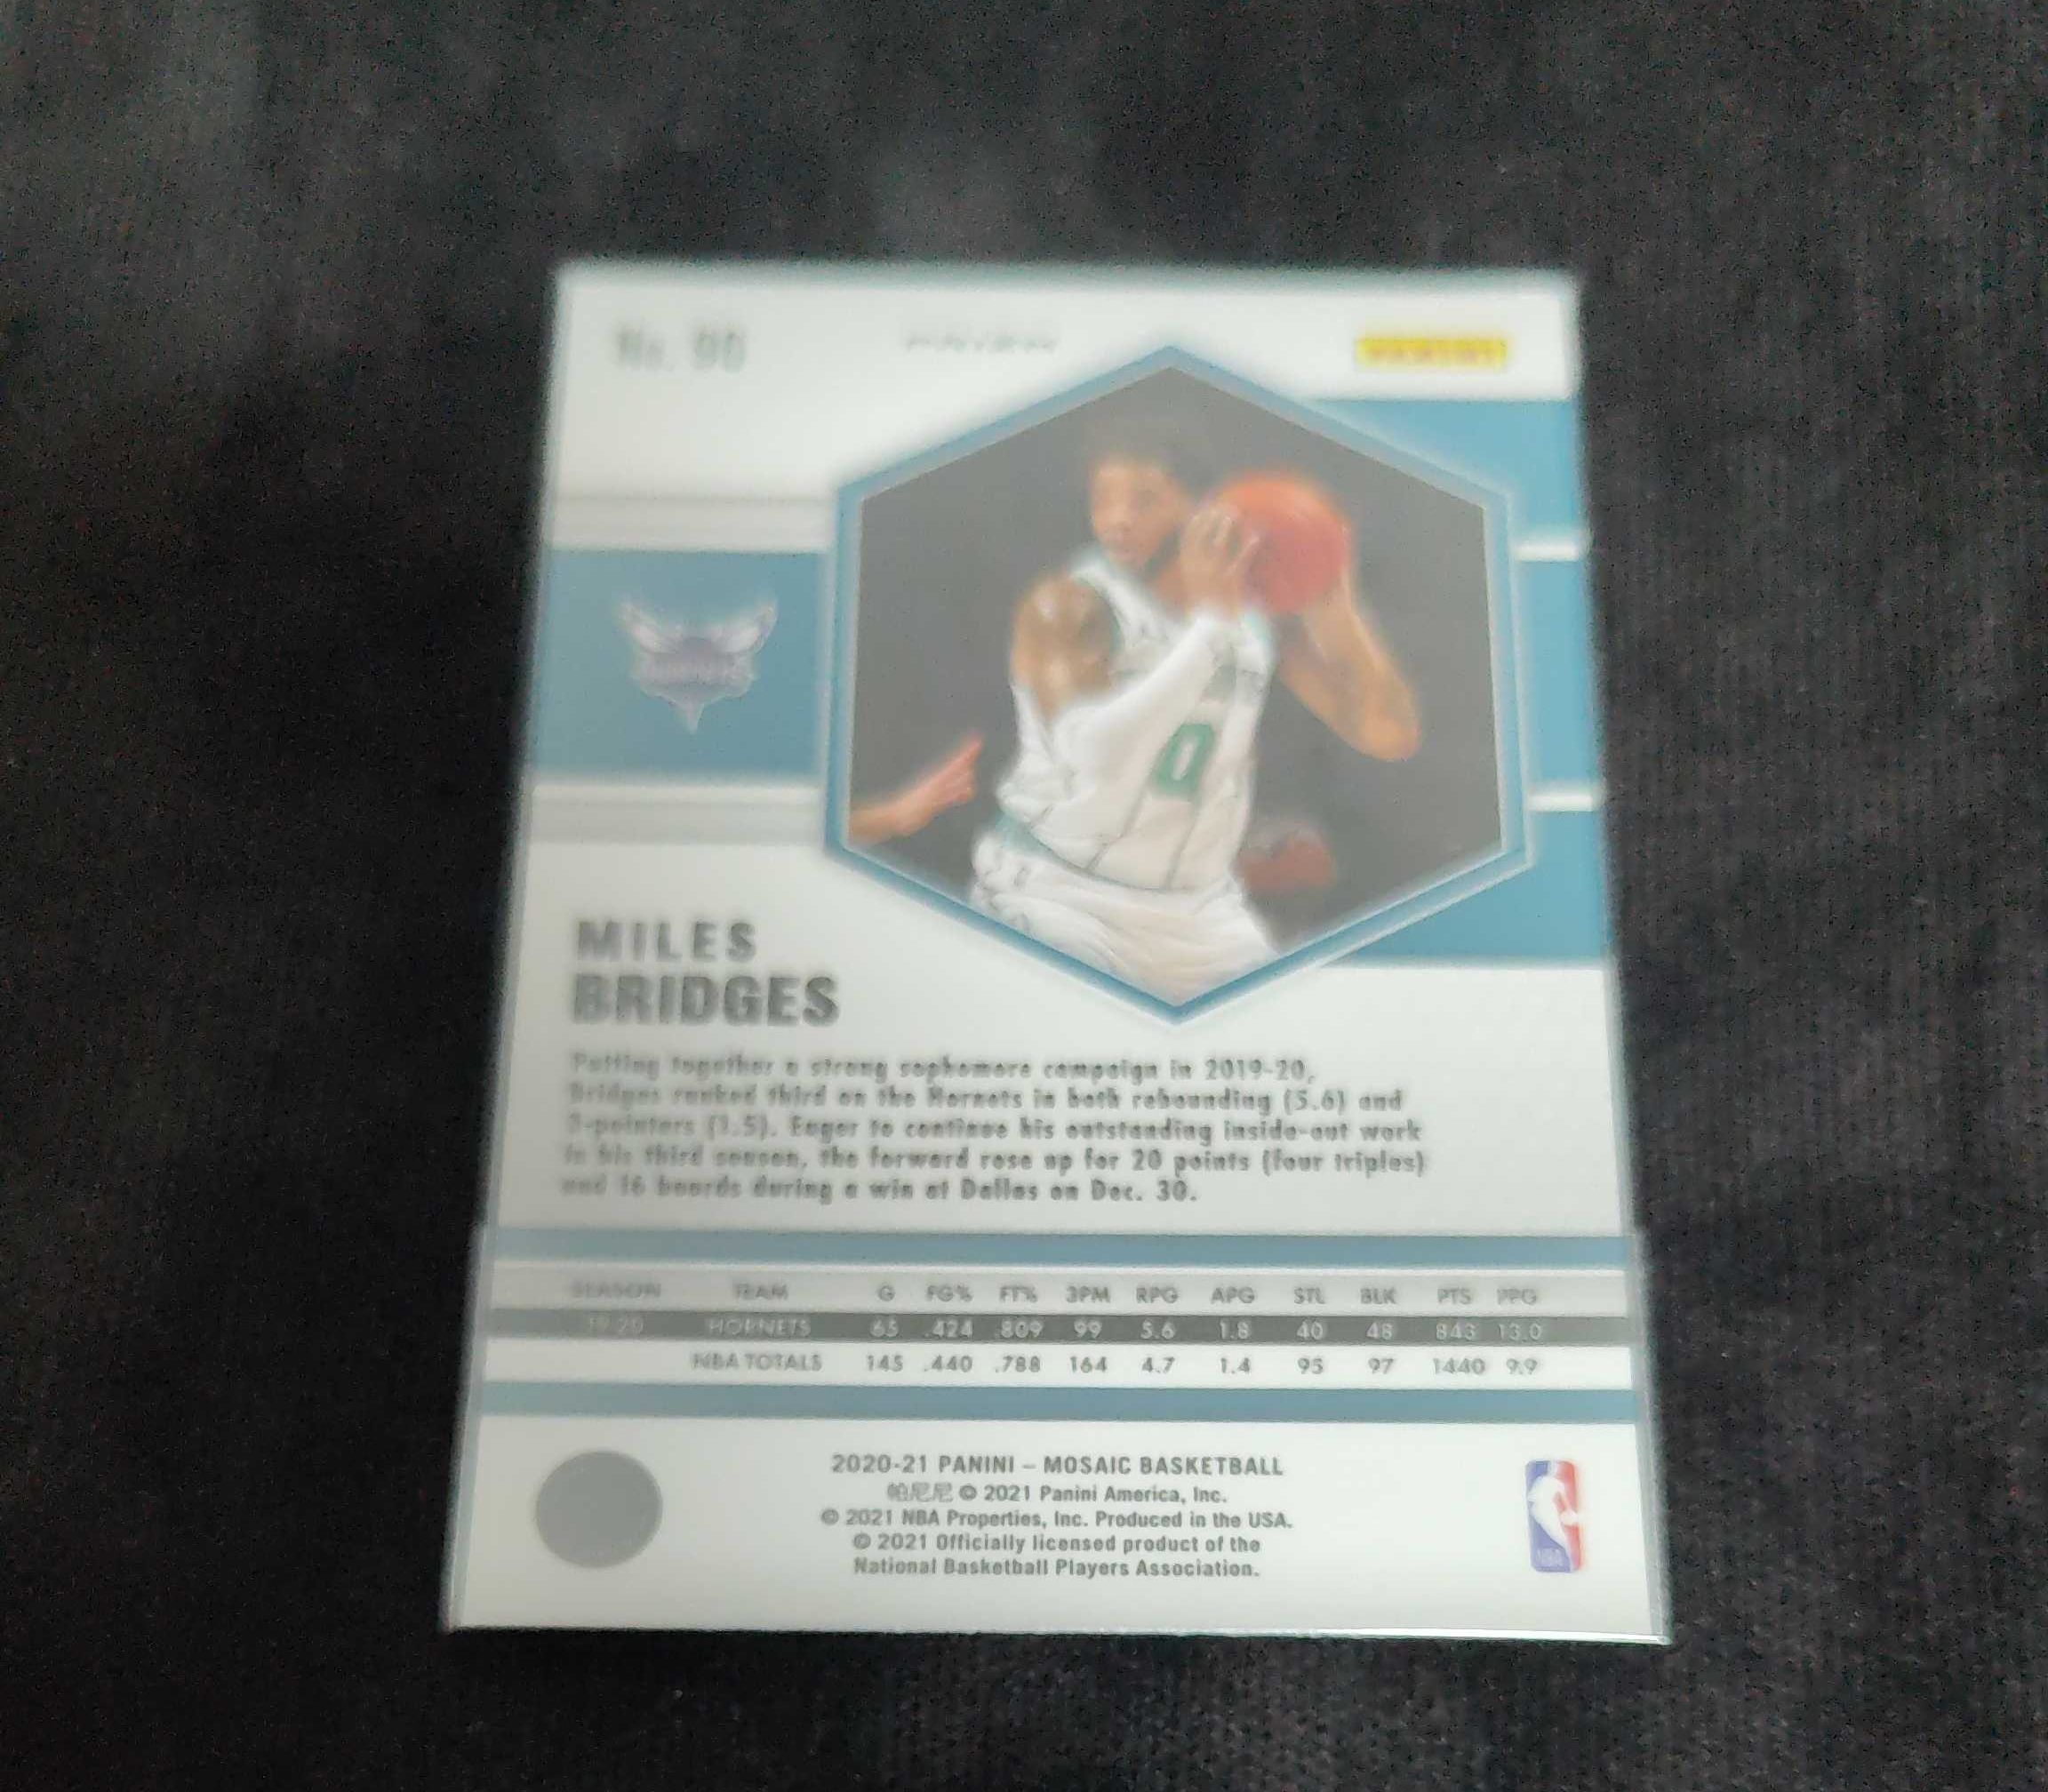 No. 90
PANINI
HORNETS
0
MILES
BRIDGES
Putting together a strong sophomore campaign in 2019-20,
Bridges ranked third on the Hornets in both rebounding (5.6) and
3-pointers (1.5). Eager to continue his outstanding inside-out work
in his third season, the forward rose up for 20 points (four triples)
and 16 boards during a win at Dallas on Dec. 30.
SEASON TEAM G FG% FT% 3PM RPG APG STL BLK PTS PPG
19-20 HORNETS 65 .424 .809 99 5.6 1.8 40 48 843 13.0
NBA TOTALS 145 .440 .788 164 4.7 1.4 95 97 1440 9.9
2020-21 PANINI – MOSAIC BASKETBALL
帕尼尼 © 2021 Panini America, Inc.
© 2021 NBA Properties, Inc. Produced in the USA.
© 2021 Officially licensed product of the
National Basketball Players Association.
NBA